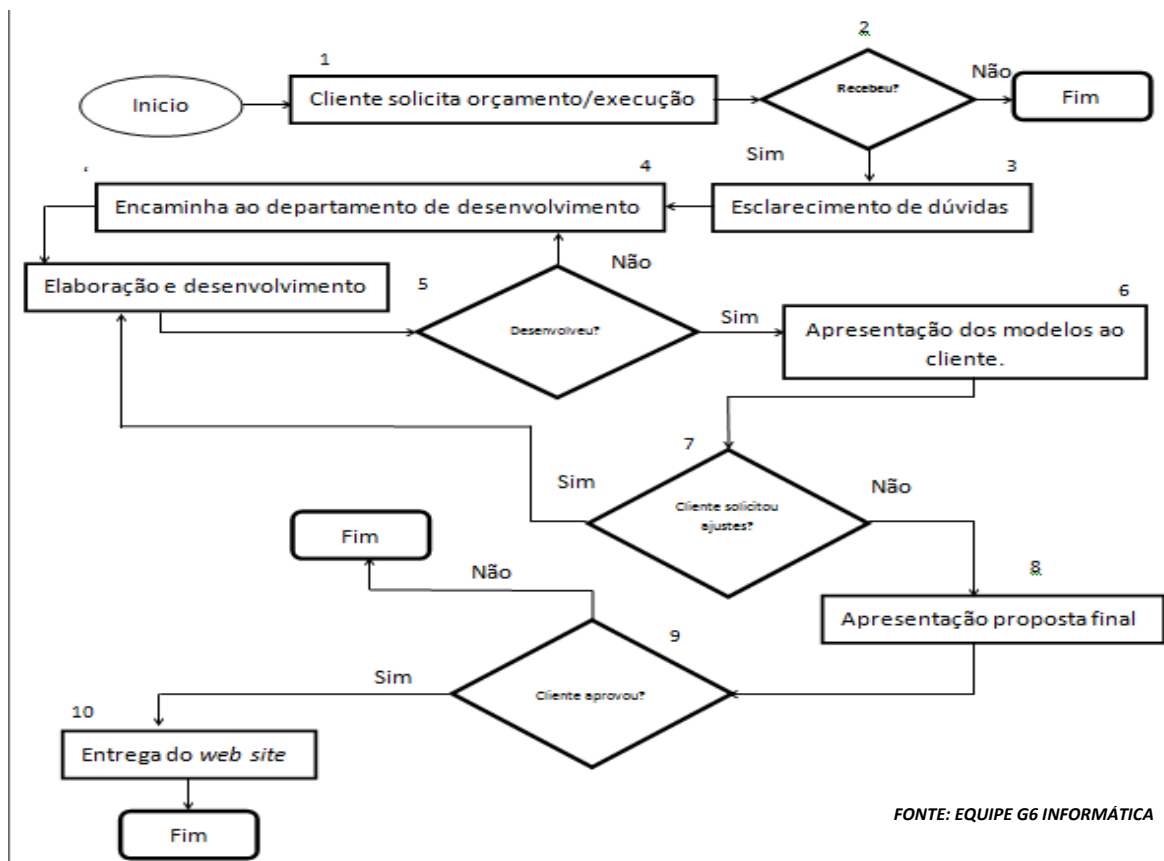 1
2
Inicio
Cliente solicita orçamento/execução
Recebeu?
Não
Fim
Sim
4
3
Encaminha ao departamento de desenvolvimento
Esclarecimento de dúvidas
Não
Elaboração e desenvolvimento
5
Desenvolveu?
Sim
6
Apresentação dos modelos ao
cliente.
7
Sim
Cliente solicitou
ajustes?
Não
Fim
Não
8
Apresentação proposta final
9
Sim
Cliente aprovou?
10
Entrega do web site
Fim
FONTE: EQUIPE G6 INFORMÁTICA